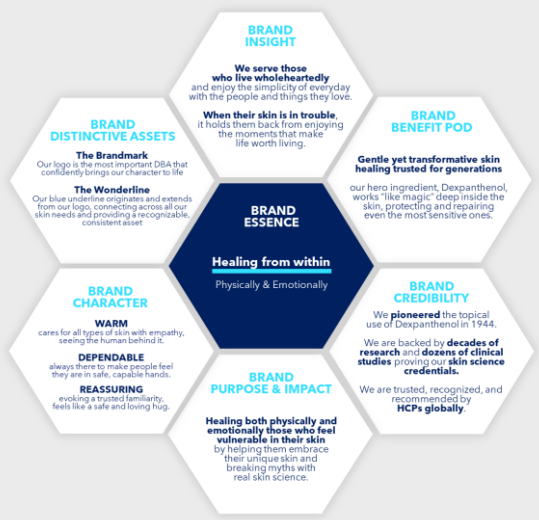 BRAND
INSIGHT
We serve those
who live wholeheartedly
and enjoy the simplicity of everyday
with the people and things they love.
When their skin is in trouble,
it holds them back from enjoying
the moments that make
life worth living.
BRAND
DISTINCTIVE ASSETS
The Brandmark
Our logo is the most important DBA that
confidently brings our character to life
The Wonderline
Our blue underline originates and extends
from our logo, connecting across all our
skin needs and providing a recognizable,
consistent asset
BRAND
BENEFIT POD
Gentle yet transformative skin
healing trusted for generations
our hero ingredient, Dexpanthenol,
works "like magic" deep inside the
skin, protecting and repairing
even the most sensitive ones.
BRAND
ESSENCE
Healing from within
Physically & Emotionally
BRAND
CHARACTER
WARM
cares for all types of skin with empathy,
seeing the human behind it.
DEPENDABLE
always there to make people feel
they are in safe, capable hands.
REASSURING
evoking a trusted familiarity,
feels like a safe and loving hug.
BRAND
CREDIBILITY
We pioneered the topical
use of Dexpanthenol in 1944.
We are backed by decades of
research and dozens of clinical
studies proving our skin science
credentials.
We are trusted, recognized, and
recommended by
HCPs globally.
BRAND
PURPOSE & IMPACT
Healing both physically and
emotionally those who feel
vulnerable in their skin
by helping them embrace
their unique skin and
breaking myths with
real skin science.